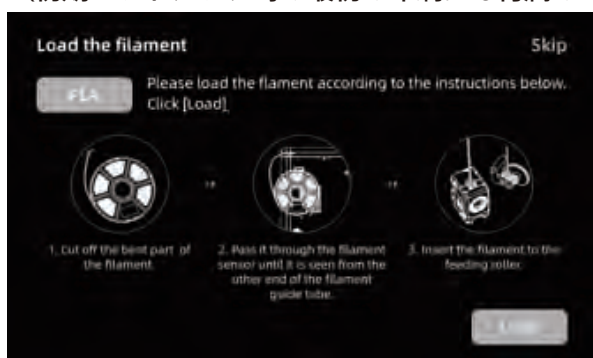 Load the filament
Skip
PLA
Please load the flament according to the instructions below.
Click [Load]
1. Cut off the bent part of
the filament.
2. Pass it through the filament
sensor until it is seen from the
other end of the filament
guide tube.
3. Insert the filament to the
feeding roller.